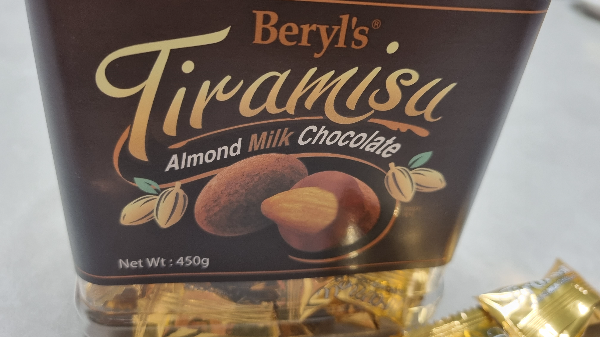 Beryl's®
Tiramisu
Almond Milk Chocolate
Net Wt : 450g